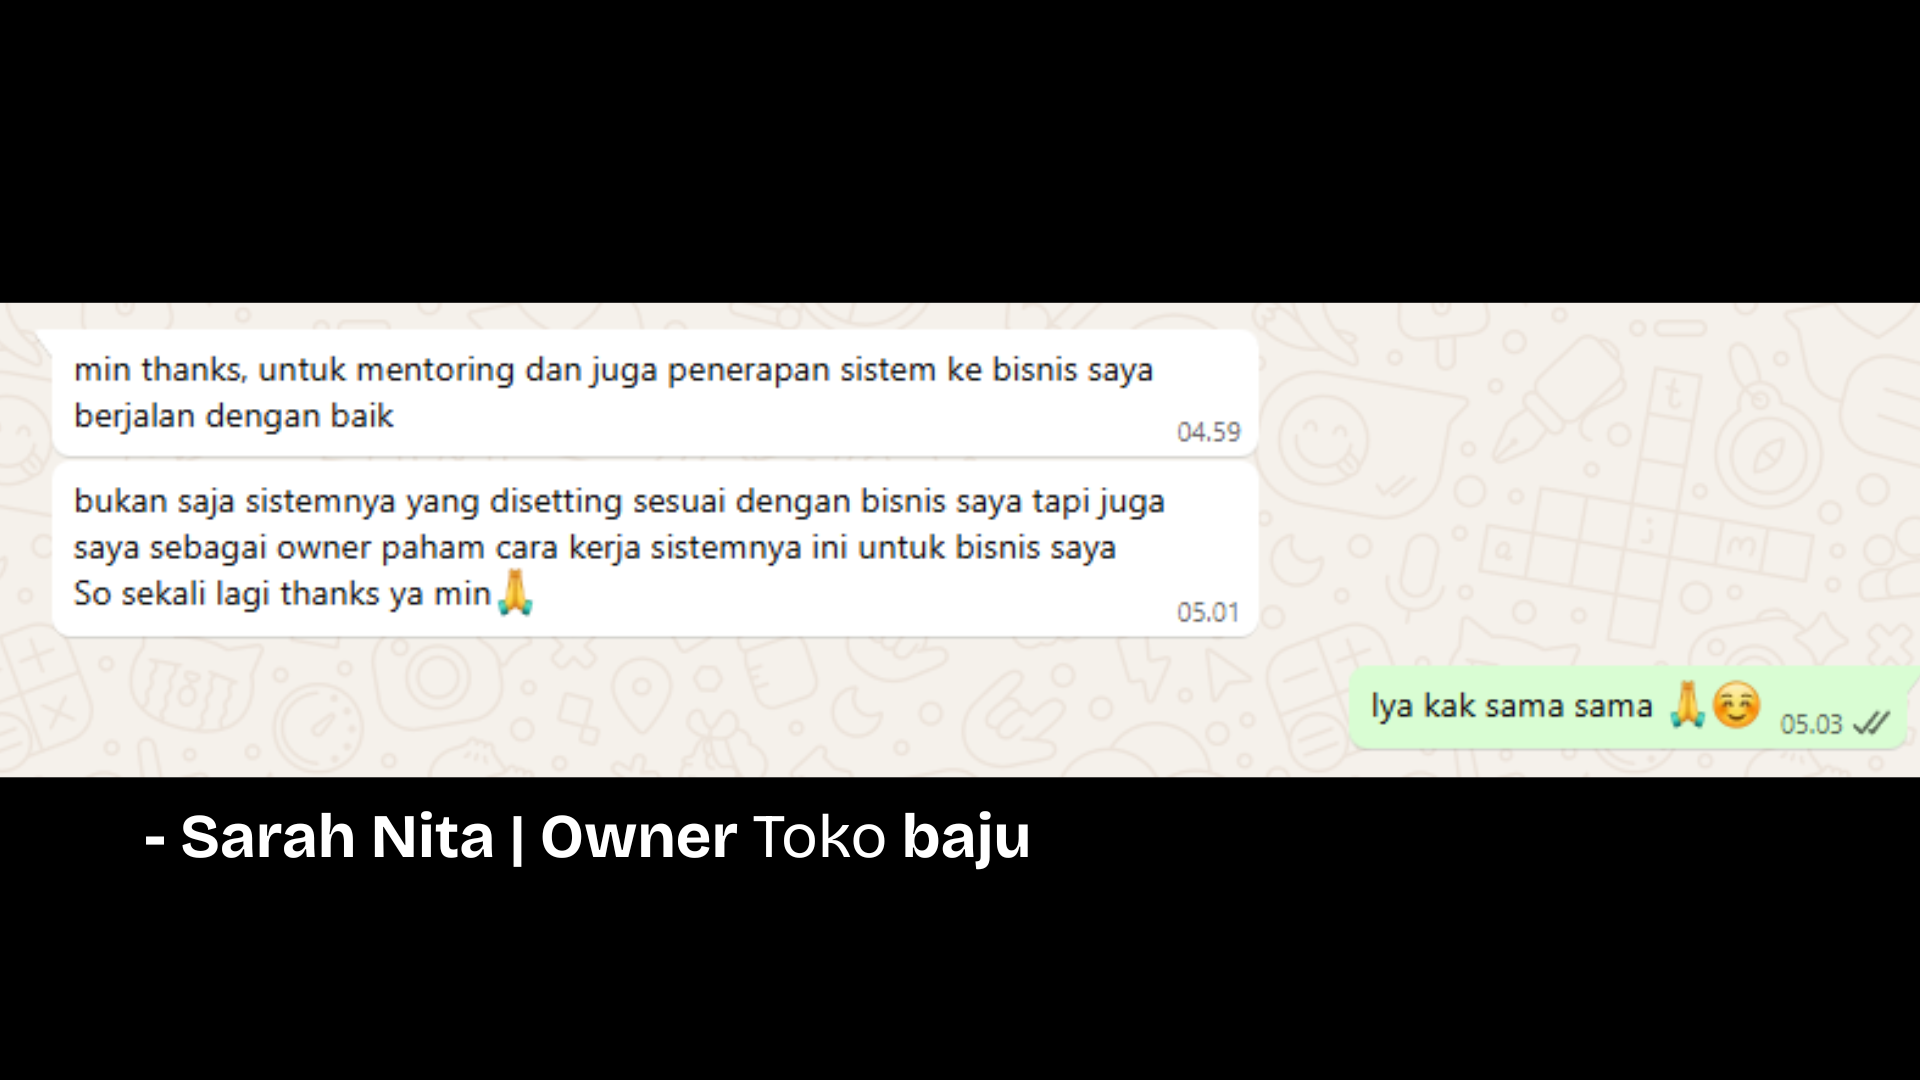 min thanks, untuk mentoring dan juga penerapan sistem ke bisnis saya
berjalan dengan baik
04.59
bukan saja sistemnya yang disetting sesuai dengan bisnis saya tapi juga
saya sebagai owner paham cara kerja sistemnya ini untuk bisnis saya
So sekali lagi thanks ya min🙏
05.01
Iya kak sama sama 🙏☺️
05.03
- Sarah Nita | Owner Toko baju